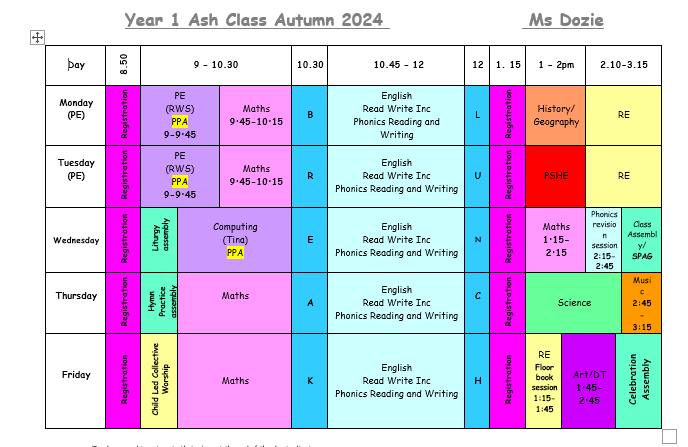 Year 1 Ash Class Autumn 2024 Ms Dozie
Day 8.50 9 – 10.30 10.30 10.45 – 12 12 1. 15 1 – 2pm 2.10-3.15
Monday
(PE)
Registration
PE
(RWS)
PPA
9-9·45
Maths
9·45-10·15
B
English
Read Write Inc
Phonics Reading and
Writing
L
Registration
History/
Geography
RE
Tuesday
(PE)
Registration
PE
(RWS)
PPA
9-9·45
Maths
9·45-10·15
R
English
Read Write Inc
Phonics Reading and Writing
U
Registration
PSHE
RE
Wednesday
Registration
Liturgy
assembly
Computing
(Tina)
PPA
E
English
Read Write Inc
Phonics Reading and Writing
N
Registration
Maths
1·15-
2·15
Phonics
revisio
n
session
2:15-
2:45
Class
Assembl
y/
SPAG
Thursday
Registration
Hymn
Practice
assembly
Maths
A
English
Read Write Inc
Phonics Reading and Writing
C
Registration
Science
Musi
c
2:45
-
3:15
Friday
Registration
Child Led Collective
Worship
Maths
K
English
Read Write Inc
Phonics Reading and Writing
H
Registration
RE
Floor
book
session
1:15-
1:45
Art/DT
1·45-
2·45
Celebration
Assembly